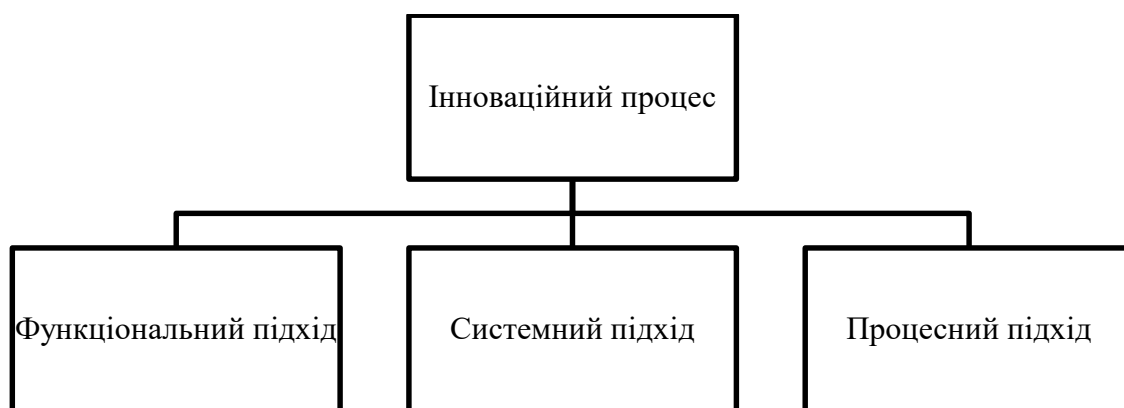 Інноваційний процес
Функціональний підхід
Системний підхід
Процесний підхід